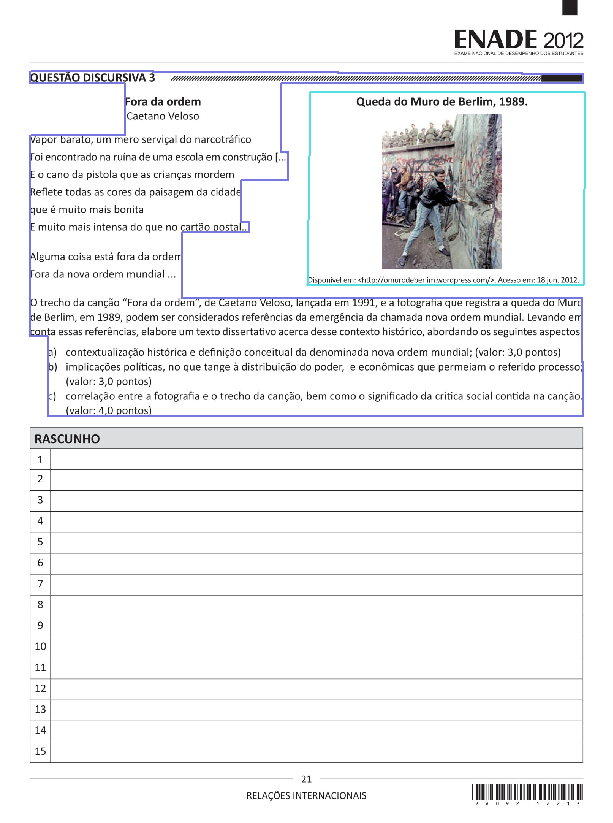 ENADE 2012
EXAME NACIONAL DE DESEMPENHO DOS ESTUDANTES
QUESTÃO DISCURSIVA 3
Fora da ordem
Caetano Veloso
Vapor barato, um mero serviçal do narcotráfico
Foi encontrado na ruína de uma escola em construção [...
E o cano da pistola que as crianças mordem
Reflete todas as cores da paisagem da cidade
que é muito mais bonita
E muito mais intensa do que no cartão postal...
Alguma coisa está fora da ordem
Fora da nova ordem mundial ...
Queda do Muro de Berlim, 1989.
Disponível em: <http://omurodeberlim.wordpress.com/>. Acesso em: 18 jun. 2012.
O trecho da canção “Fora da ordem”, de Caetano Veloso, lançada em 1991, e a fotografia que registra a queda do Muro
de Berlim, em 1989, podem ser considerados referências da emergência da chamada nova ordem mundial. Levando em
conta essas referências, elabore um texto dissertativo acerca desse contexto histórico, abordando os seguintes aspectos
a) contextualização histórica e definição conceitual da denominada nova ordem mundial; (valor: 3,0 pontos)
b) implicações políticas, no que tange à distribuição do poder, e econômicas que permeiam o referido processo;
(valor: 3,0 pontos)
c) correlação entre a fotografia e o trecho da canção, bem como o significado da crítica social contida na canção.
(valor: 4,0 pontos)
RASCUNHO
1
2
3
4
5
6
7
8
9
10
11
12
13
14
15
21
RELAÇÕES INTERNACIONAIS